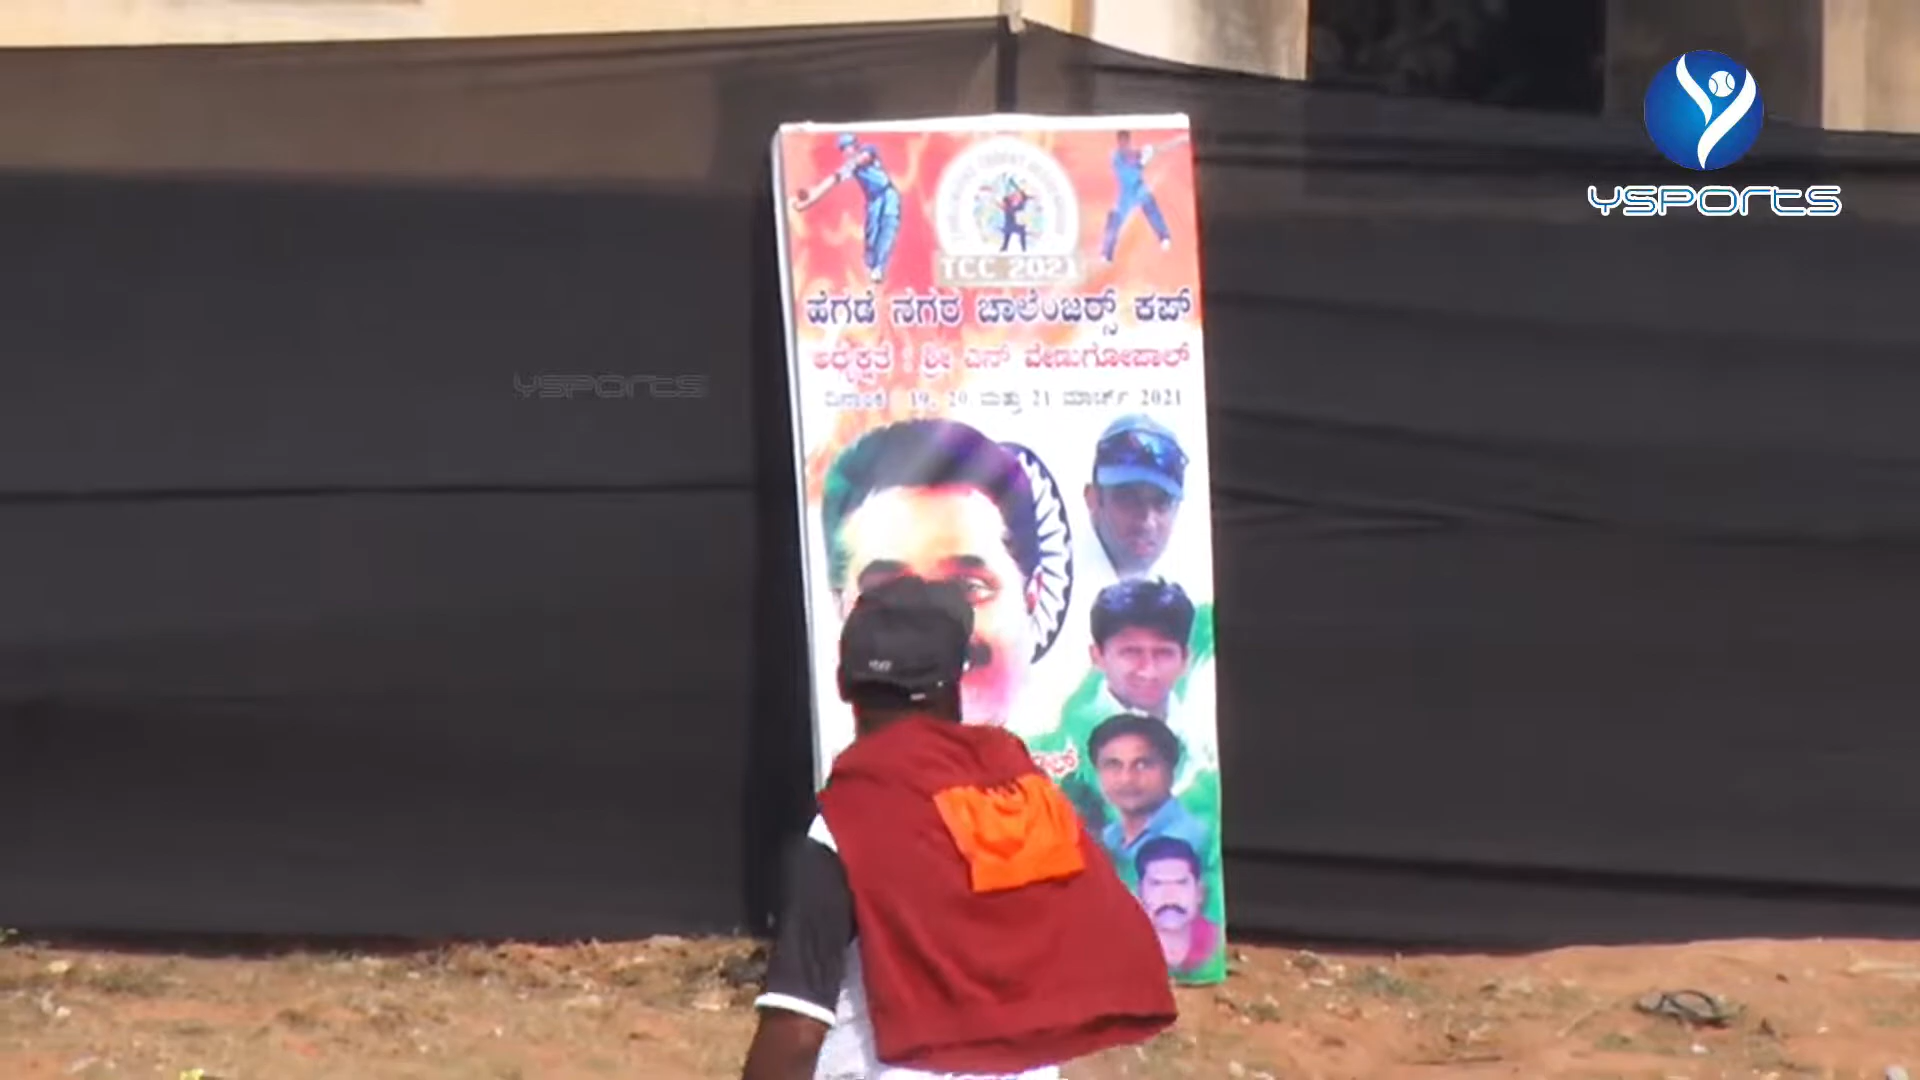 YSPORTS
TCC 2021
ಹೆಗಡೆ ನಗರ ಚಾಲೆಂಜರ್ಸ್ ಕಪ್
ಅಧ್ಯಕ್ಷತೆ : ಶ್ರೀ ಎನ್ ವೇಣುಗೋಪಾಲ್
ದಿನಾಂಕ : 19, 20 ಮತ್ತು 21 ಮಾರ್ಚ್ 2021
YSPORTS